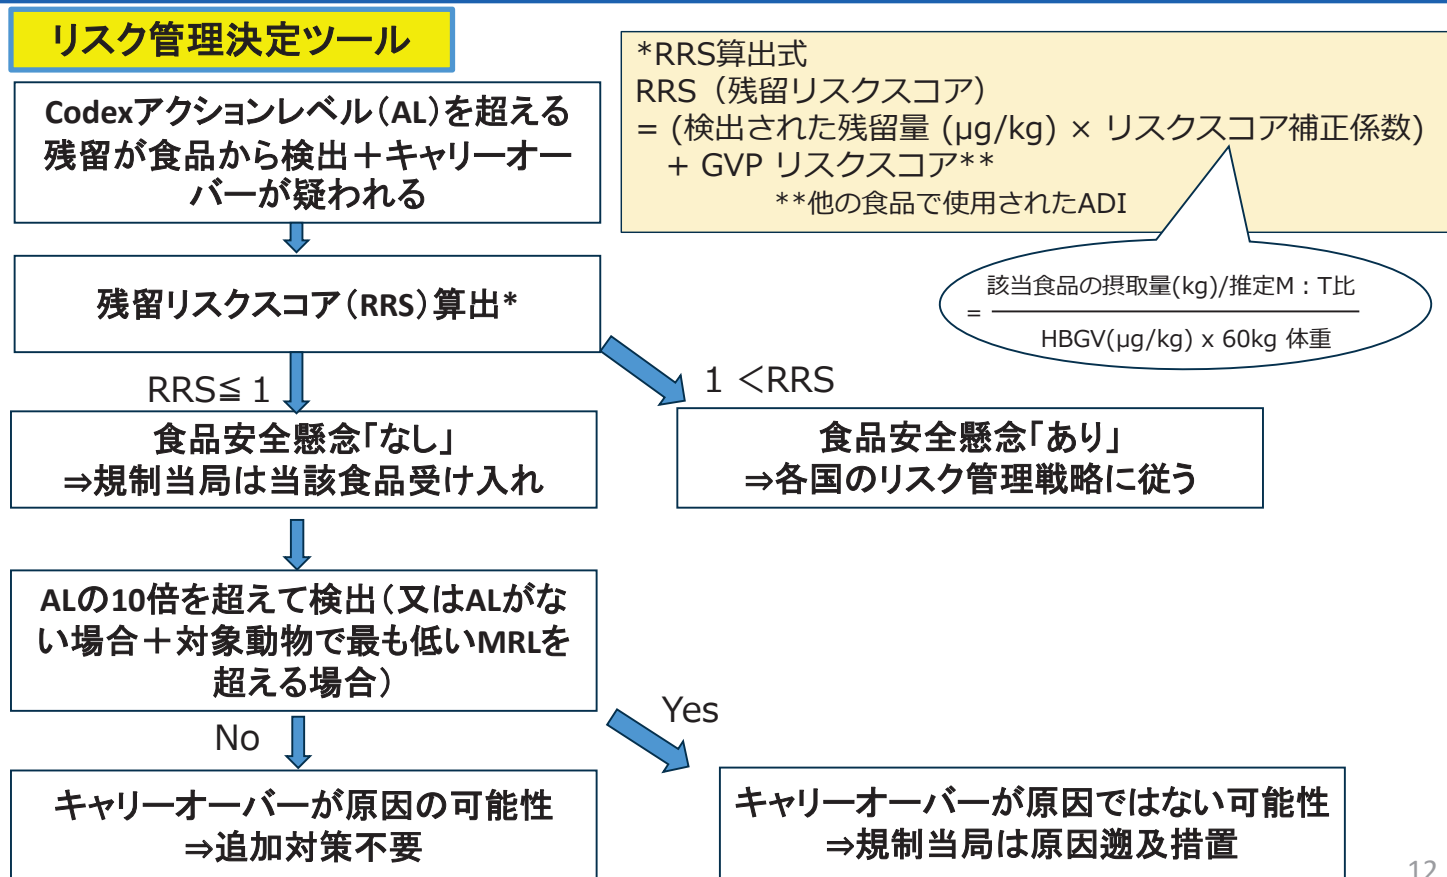 リスク管理決定ツール
*RRS算出式
RRS（残留リスクスコア）
= (検出された残留量 (μg/kg) × リスクスコア補正係数)
+ GVP リスクスコア**
**他の食品で使用されたADI
Codexアクションレベル（AL）を超える
残留が食品から検出＋キャリーオー
バーが疑われる
該当食品の摂取量(kg)/推定M：T比
=
HBGV(μg/kg) x 60kg 体重
残留リスクスコア（RRS）算出*
RRS≦１
1 ＜RRS
食品安全懸念「なし」
⇒規制当局は当該食品受け入れ
食品安全懸念「あり」
⇒各国のリスク管理戦略に従う
ALの10倍を超えて検出（又はALがな
い場合＋対象動物で最も低いMRLを
超える場合）
No
Yes
キャリーオーバーが原因の可能性
⇒追加対策不要
キャリーオーバーが原因ではない可能性
⇒規制当局は原因遡及措置
12